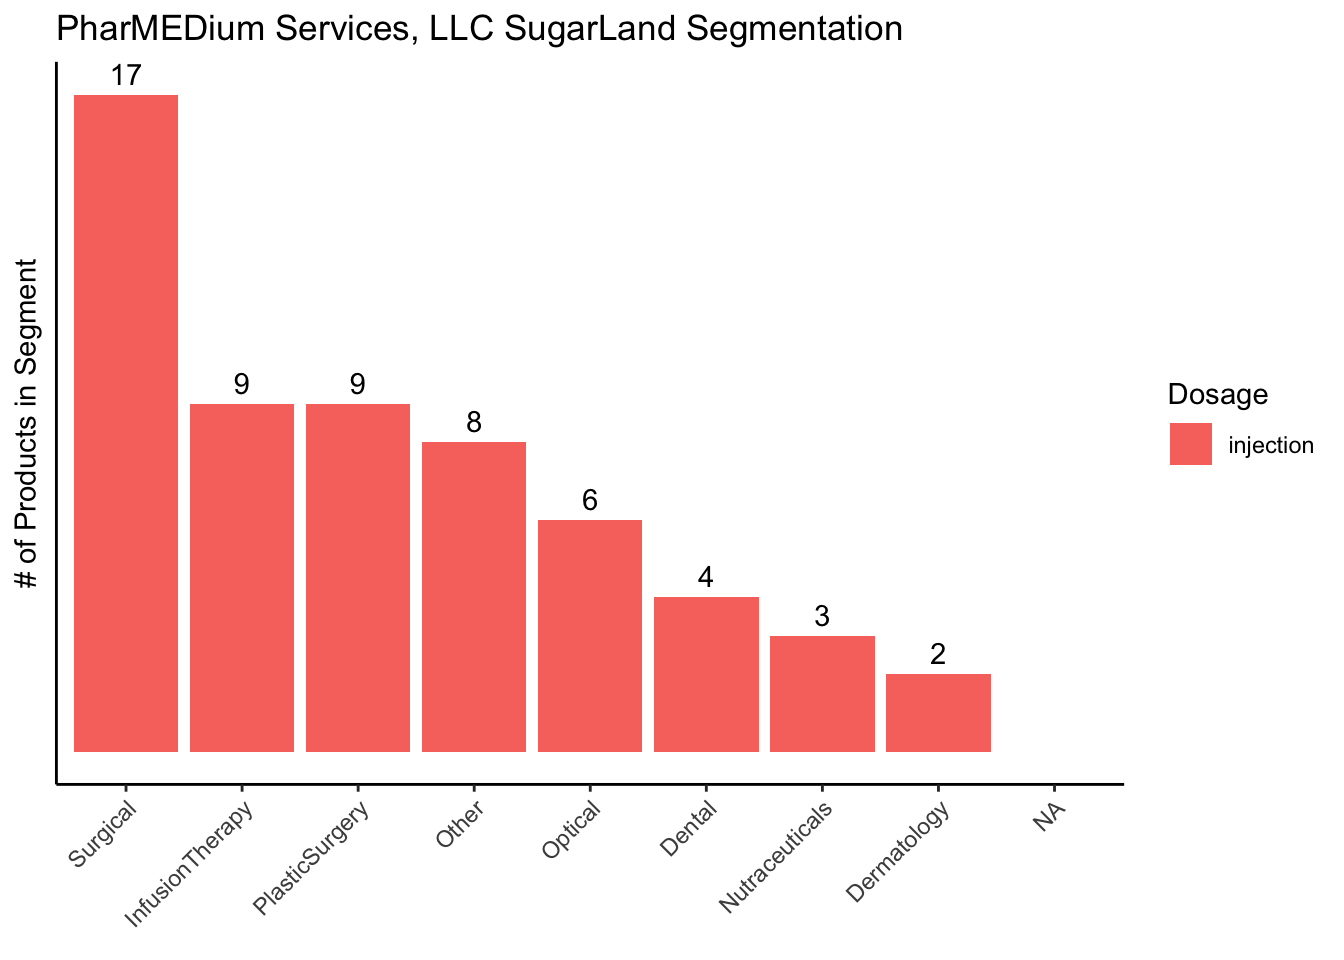 PharMEDium Services, LLC SugarLand Segmentation
# of Products in Segment
17
9
9
8
6
4
3
2
Surgical
InfusionTherapy
PlasticSurgery
Other
Optical
Dental
Nutraceuticals
Dermatology
NA
Dosage
injection